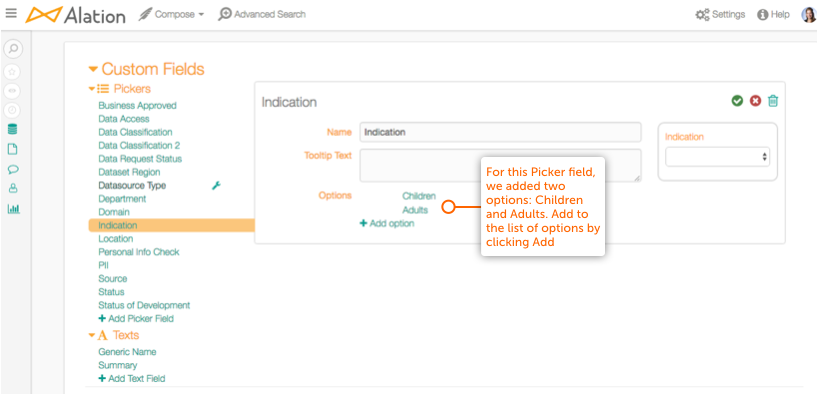 Alation
Compose
Advanced Search
Settings
Help
Custom Fields
Pickers
Business Approved
Data Access
Data Classification
Data Classification 2
Data Request Status
Dataset Region
Datasource Type
Department
Domain
Indication
Location
Personal Info Check
PII
Source
Status
Status of Development
+ Add Picker Field
A Texts
Generic Name
Summary
+ Add Text Field
Indication
Name
Indication
Tooltip Text
Options
Children
Adults
+ Add option
Indication
For this Picker field,
we added two
options: Children
and Adults. Add to
the list of options by
clicking Add